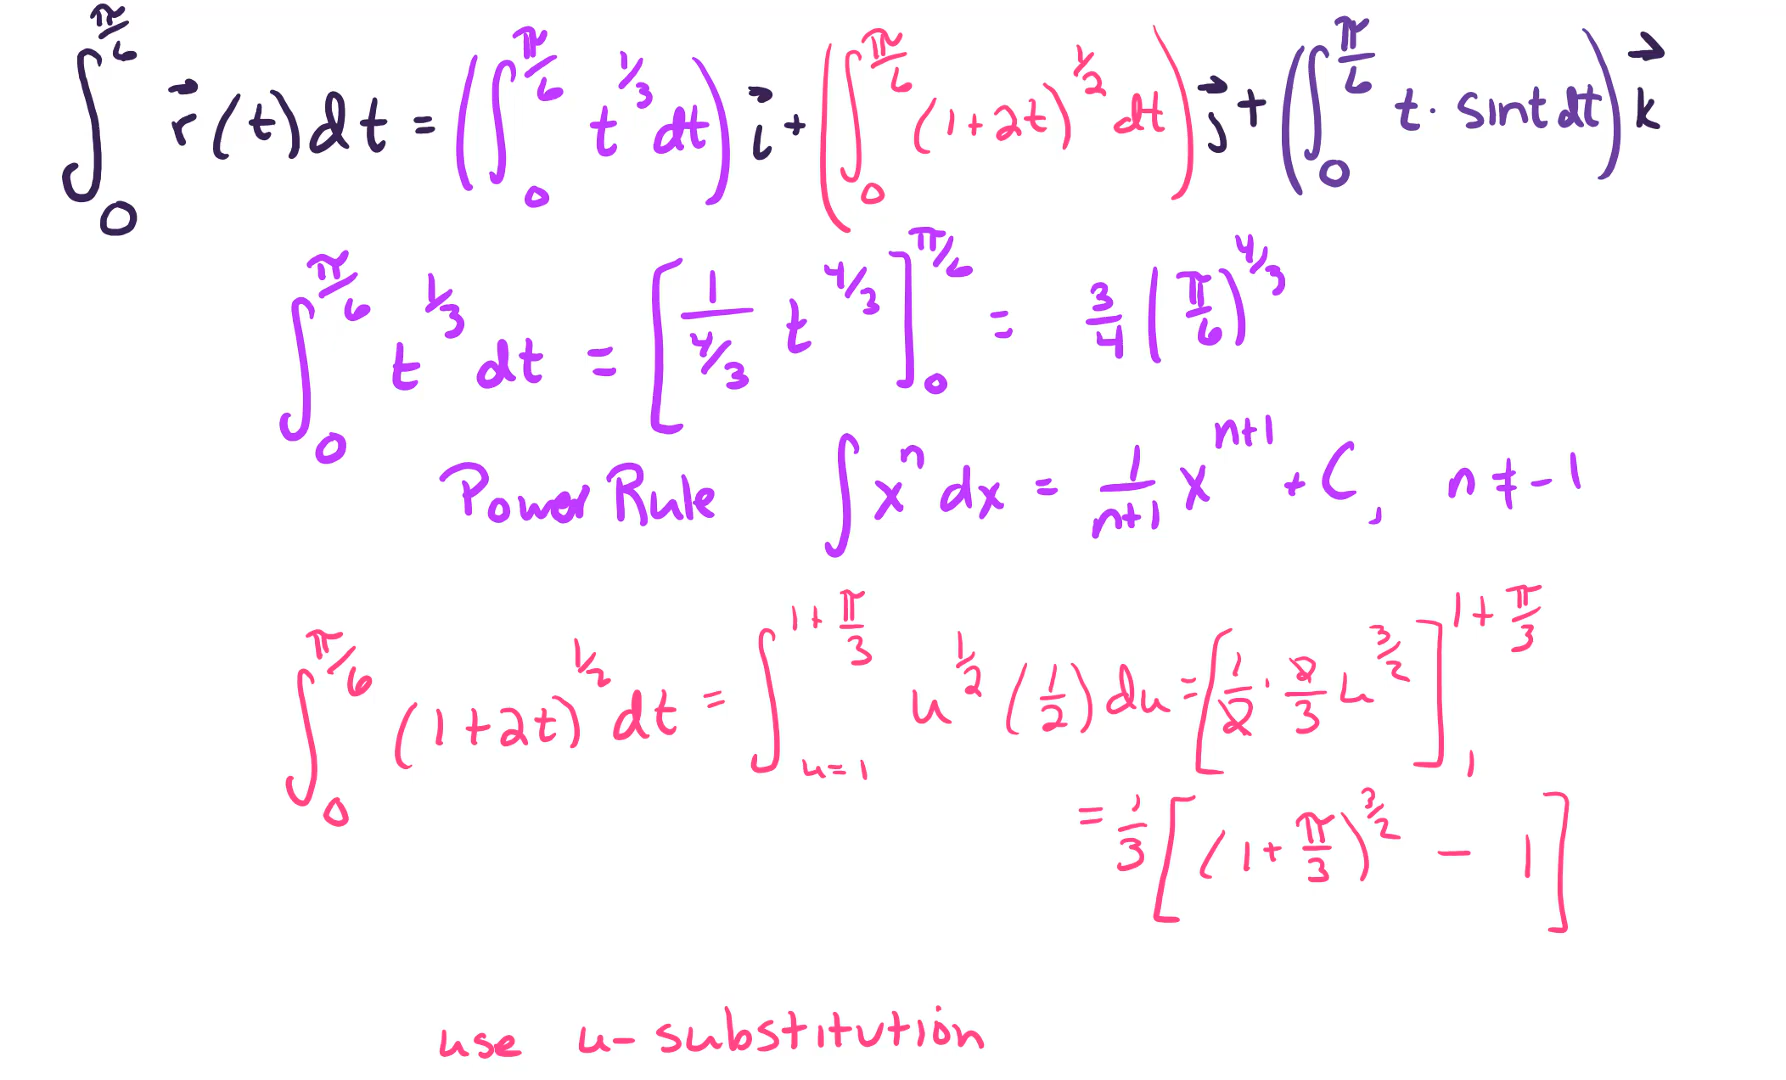 ∫₀^{π/6} r⃗(t)dt = (∫₀^{π/6} t^{1/3} dt) i⃗ + (∫₀^{π/6} (1+2t)^{1/2} dt) j⃗ + (∫₀^{π/6} t · sint dt) k⃗
∫₀^{π/6} t^{1/3} dt = [1/(4/3) t^{4/3}]₀^{π/6} = 3/4 (π/6)^{4/3}
Power Rule ∫ xⁿ dx = 1/(n+1) x^{n+1} + C, n ≠ -1
∫₀^{π/6} (1+2t)^{1/2} dt = ∫_{u=1}^{1+π/3} u^{1/2} (1/2) du = [1/2 · 2/3 u^{3/2}]₁^{1+π/3}
= 1/3 [(1+π/3)^{3/2} - 1]
use u-substitution